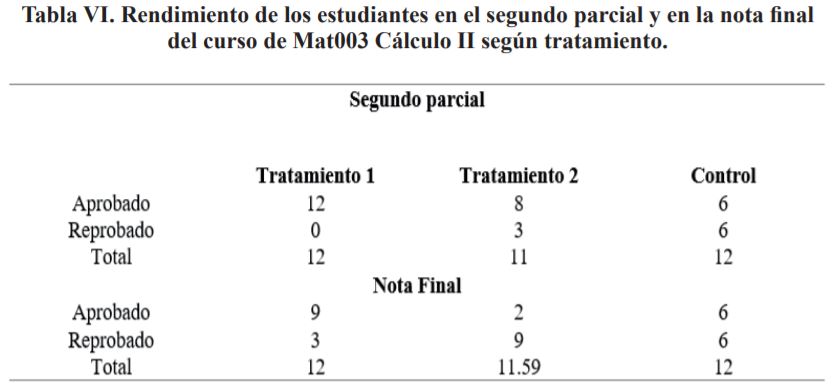 Tabla VI. Rendimiento de los estudiantes en el segundo parcial y en la nota final
del curso de Mat003 Cálculo II según tratamiento.
Segundo parcial
Tratamiento 1 Tratamiento 2 Control
Aprobado 12 8 6
Reprobado 0 3 6
Total 12 11 12
Nota Final
Aprobado 9 2 6
Reprobado 3 9 6
Total 12 11.59 12